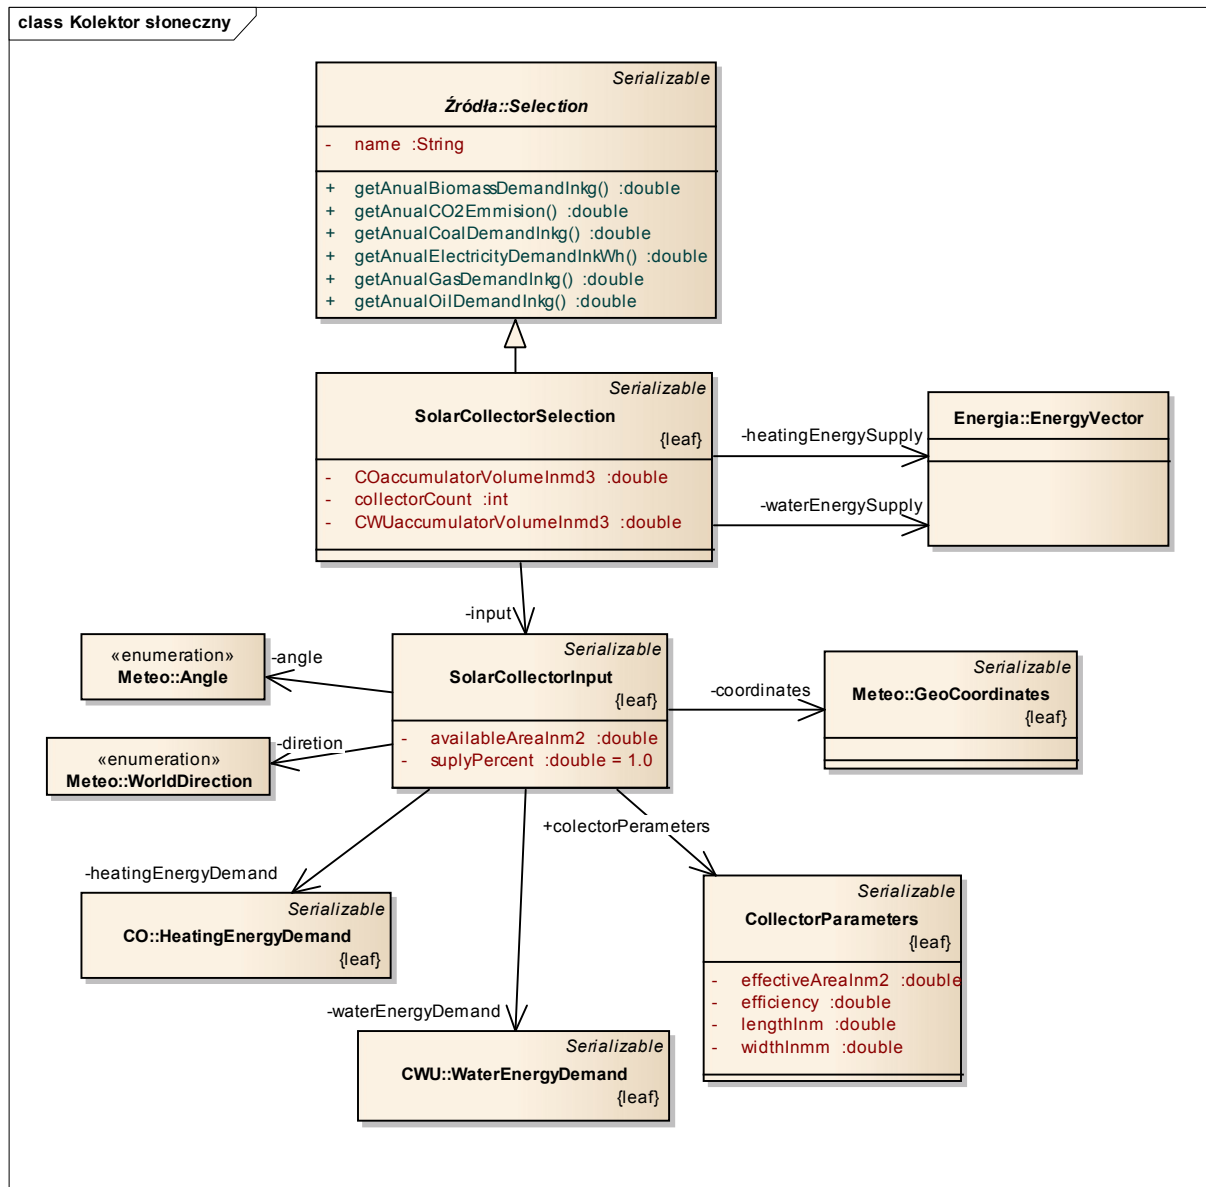 class Kolektor słoneczny
Serializable
Źródła::Selection
- name :String
+ getAnualBiomassDemandInkg() :double
+ getAnualCO2Emmision() :double
+ getAnualCoalDemandInkg() :double
+ getAnualElectricityDemandInkWh() :double
+ getAnualGasDemandInkg() :double
+ getAnualOilDemandInkg() :double
Serializable
SolarCollectorSelection
{leaf}
- COaccumulatorVolumeInmd3 :double
- collectorCount :int
- CWUaccumulatorVolumeInmd3 :double
-heatingEnergySupply
-waterEnergySupply
Energia::EnergyVector
-input
«enumeration»
Meteo::Angle
-angle
Serializable
SolarCollectorInput
{leaf}
- availableAreaInm2 :double
- suplyPercent :double = 1.0
-coordinates
Serializable
Meteo::GeoCoordinates
{leaf}
«enumeration»
Meteo::WorldDirection
-diretion
+colectorPerameters
-heatingEnergyDemand
Serializable
CO::HeatingEnergyDemand
{leaf}
Serializable
CollectorParameters
{leaf}
- effectiveAreaInm2 :double
- efficiency :double
- lengthInm :double
- widthInmm :double
-waterEnergyDemand
Serializable
CWU::WaterEnergyDemand
{leaf}